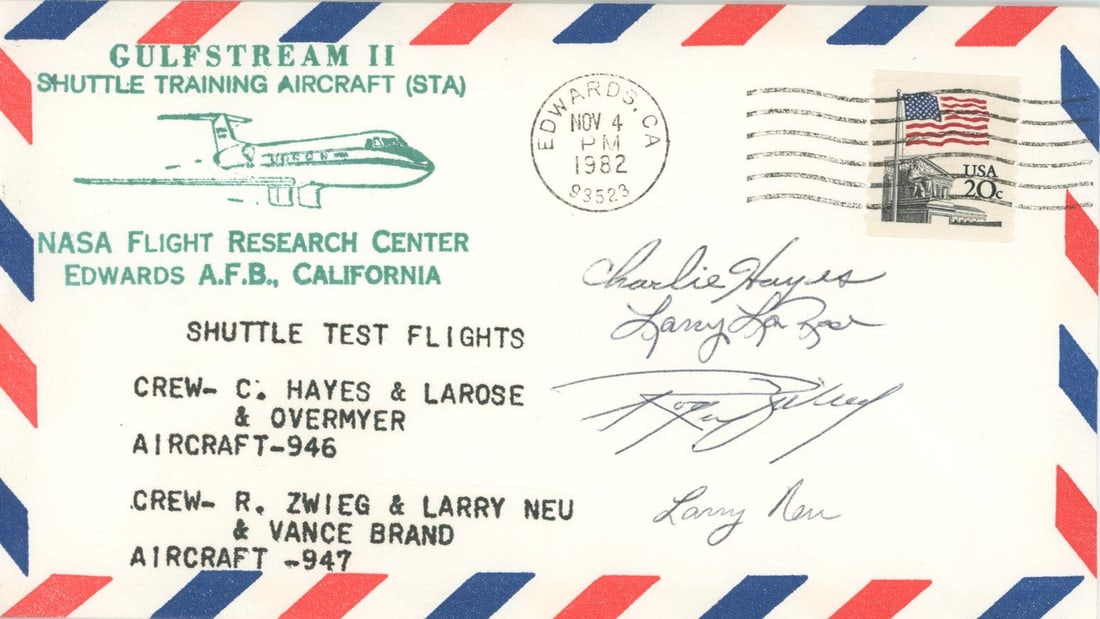 GULFSTREAM II
SHUTTLE TRAINING AIRCRAFT (STA)
NASA FLIGHT RESEARCH CENTER
EDWARDS A.F.B., CALIFORNIA
EDWARDS, CA
NOV 4
PM
1982
93523
USA
20c
Charlie Hayes
Larry LaRose
Larry Neu
SHUTTLE TEST FLIGHTS
CREW- C. HAYES & LAROSE
& OVERMYER
AIRCRAFT-946
CREW- R. ZWIEG & LARRY NEU
& VANCE BRAND
AIRCRAFT -947